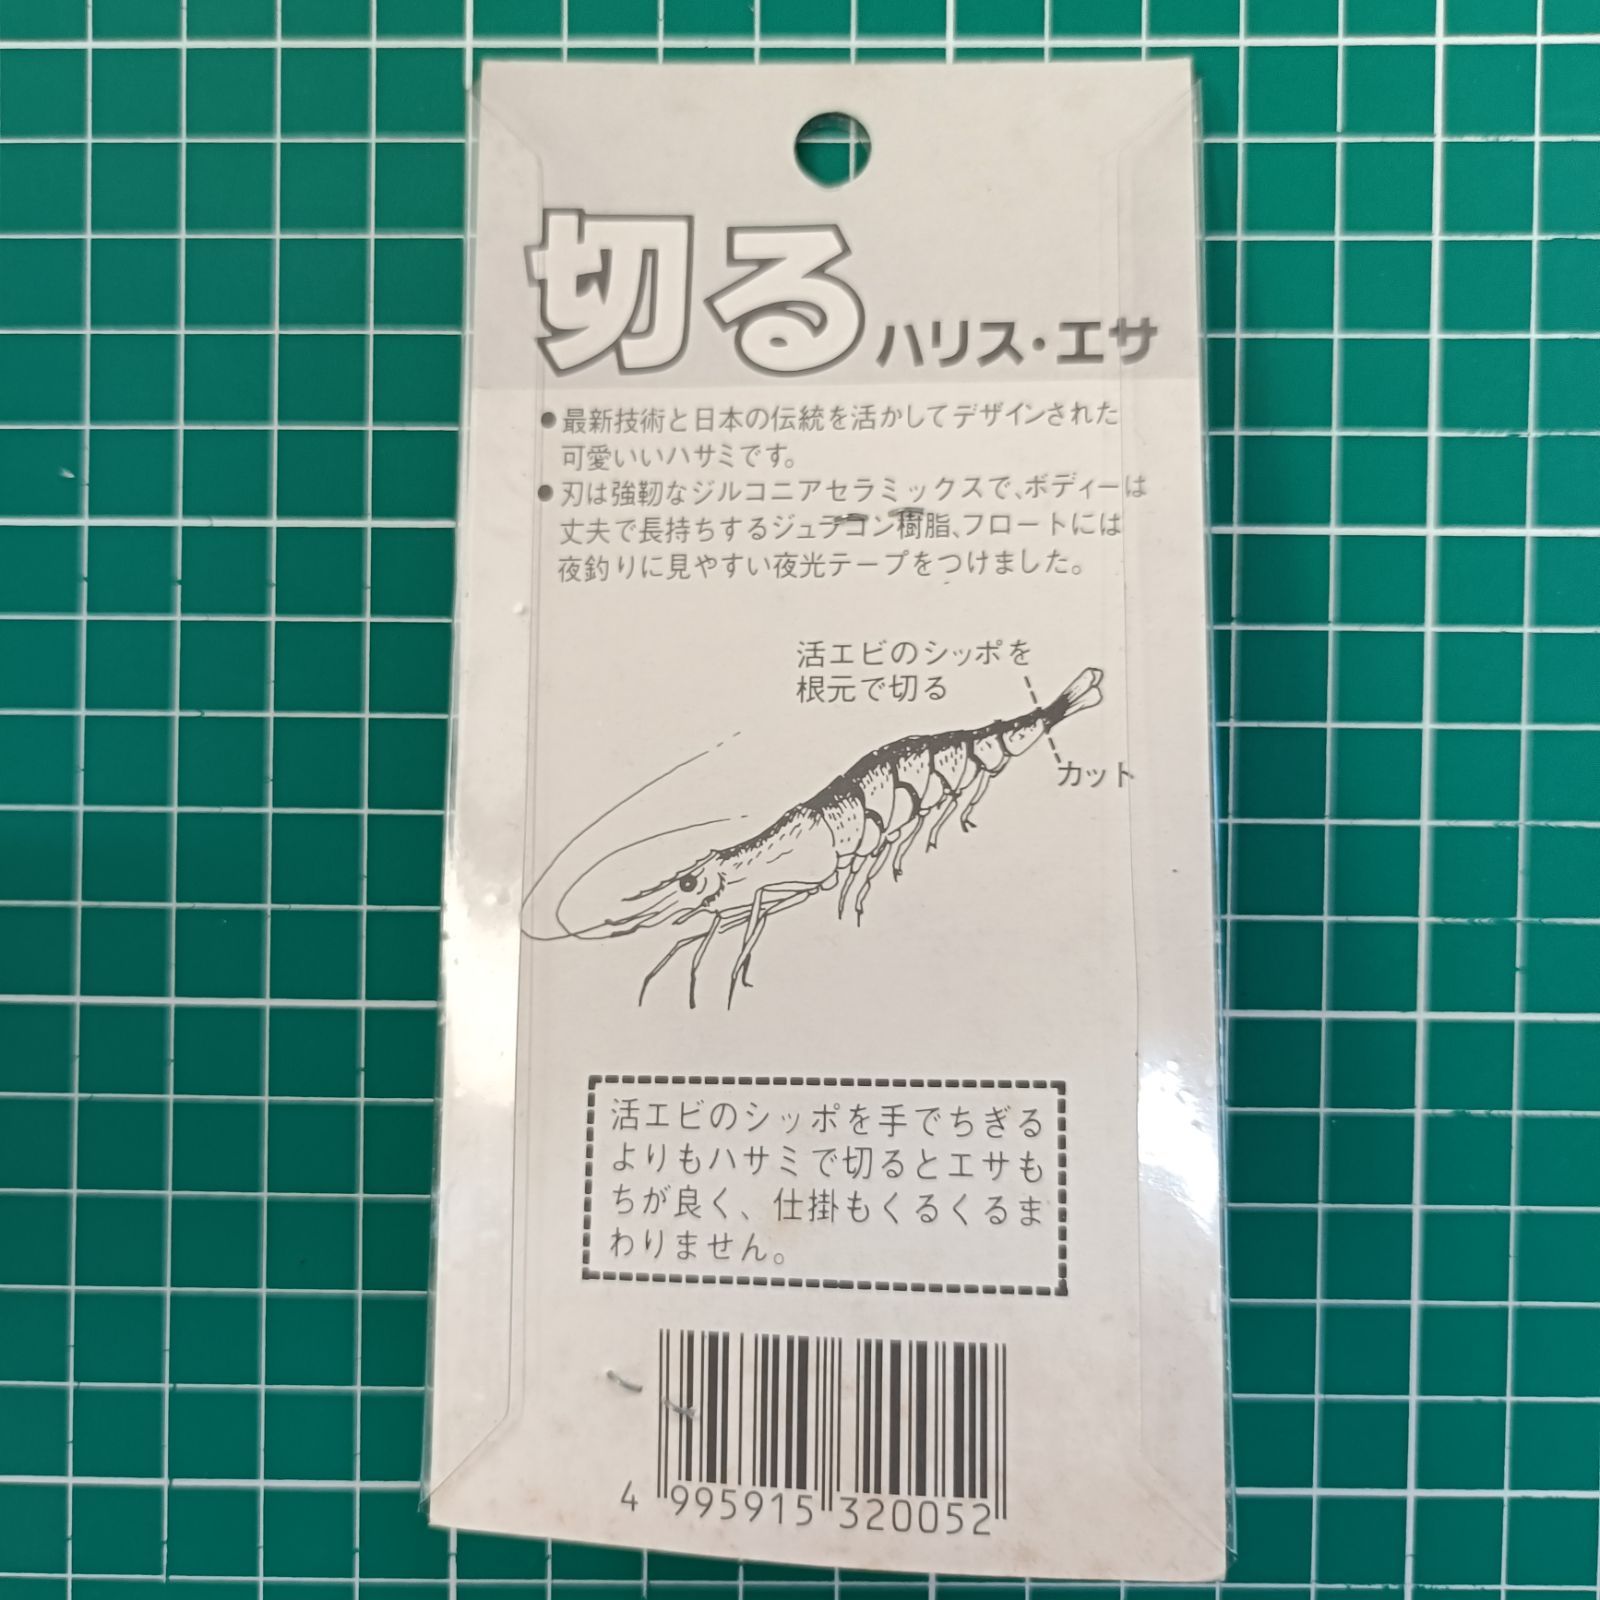 切る ハリス・エサ
●最新技術と日本の伝統を活かしてデザインされた
可愛いいハサミです。
●刃は強靭なジルコニアセラミックスで、ボディーは
丈夫で長持ちするジュラコン樹脂、フロートには
夜釣りに見やすい夜光テープをつけました。
活エビのシッポを
根元で切る
カット
活エビのシッポを手でちぎる
よりもハサミで切るとエサも
ちが良く、仕掛もくるくるま
わりません。
4 995915 320052